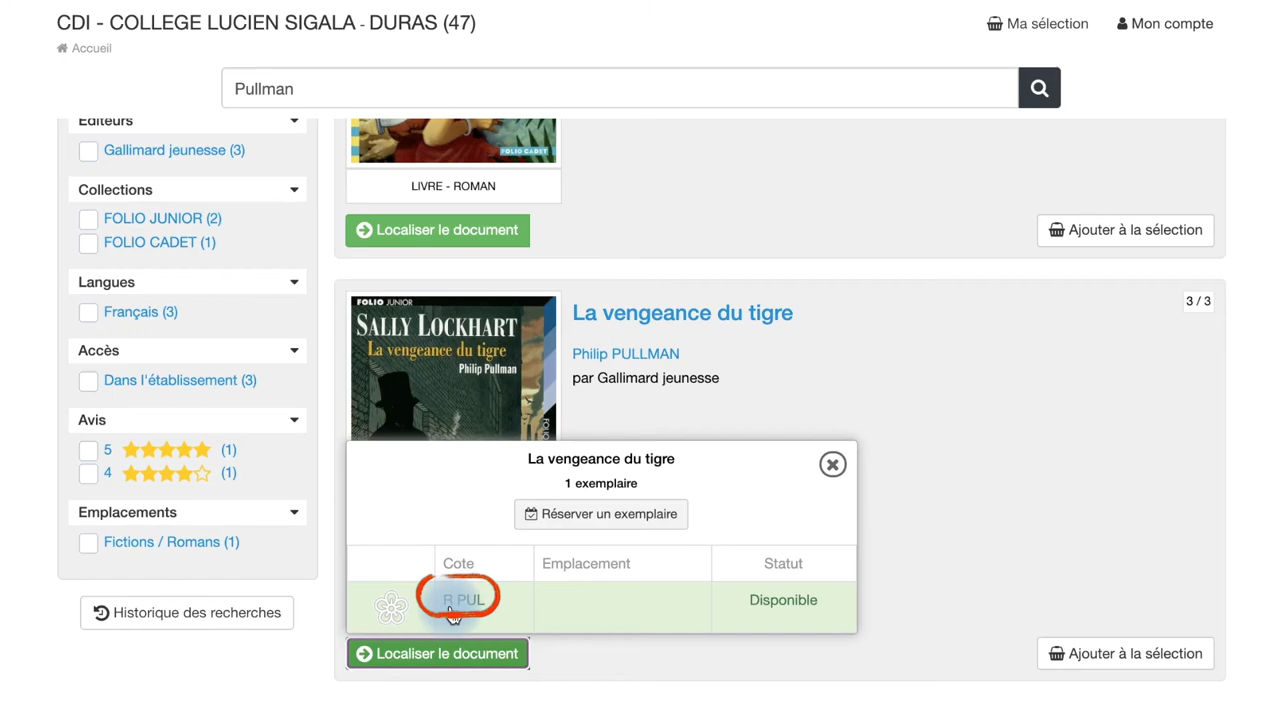 CDI - COLLEGE LUCIEN SIGALA - DURAS (47)
Ma sélection
Mon compte
Accueil
Pullman
Editeurs
Gallimard jeunesse (3)
Collections
FOLIO JUNIOR (2)
FOLIO CADET (1)
Langues
Français (3)
Accès
Dans l'établissement (3)
Avis
5 (1)
4 (1)
Emplacements
Fictions / Romans (1)
Historique des recherches
FOLIO CADET
LIVRE - ROMAN
Localiser le document
Ajouter à la sélection
FOLIO JUNIOR
SALLY LOCKHART
La vengeance du tigre
Philip Pullman
La vengeance du tigre
3 / 3
Philip PULLMAN
par Gallimard jeunesse
La vengeance du tigre
1 exemplaire
Réserver un exemplaire
Cote Emplacement Statut
R PUL Disponible
Localiser le document
Ajouter à la sélection